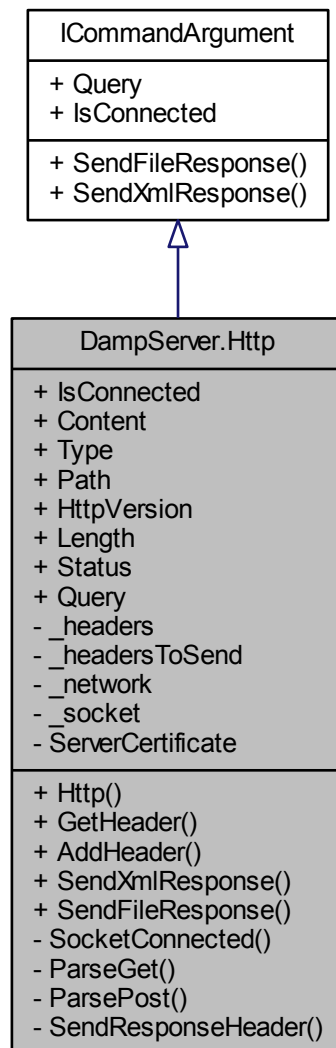 ICommandArgument
+ Query
+ IsConnected
+ SendFileResponse()
+ SendXmlResponse()
DampServer.Http
+ IsConnected
+ Content
+ Type
+ Path
+ HttpVersion
+ Length
+ Status
+ Query
- _headers
- _headersToSend
- _network
- _socket
- ServerCertificate
+ Http()
+ GetHeader()
+ AddHeader()
+ SendXmlResponse()
+ SendFileResponse()
- SocketConnected()
- ParseGet()
- ParsePost()
- SendResponseHeader()